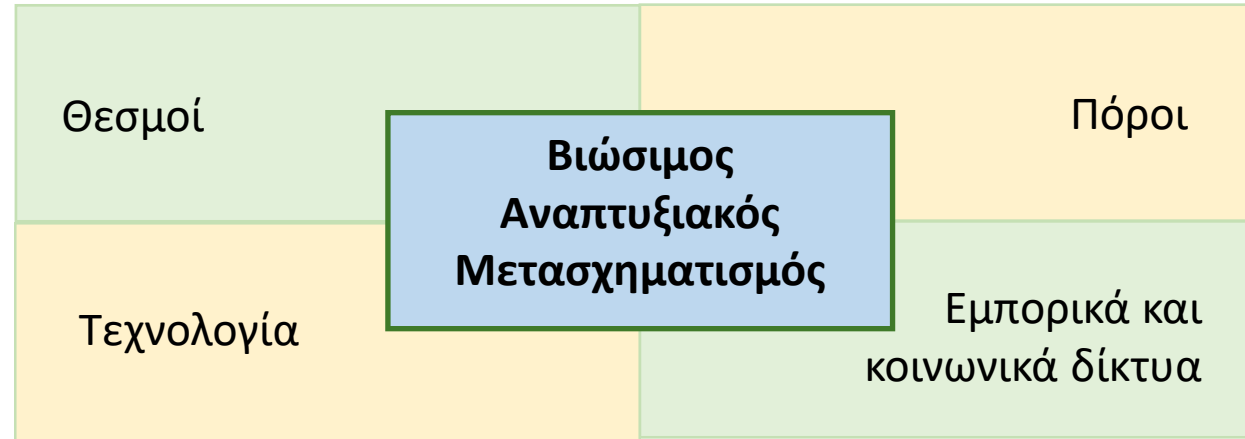 Θεσμοί
Πόροι
Βιώσιμος
Αναπτυξιακός
Μετασχηματισμός
Τεχνολογία
Εμπορικά και
κοινωνικά δίκτυα